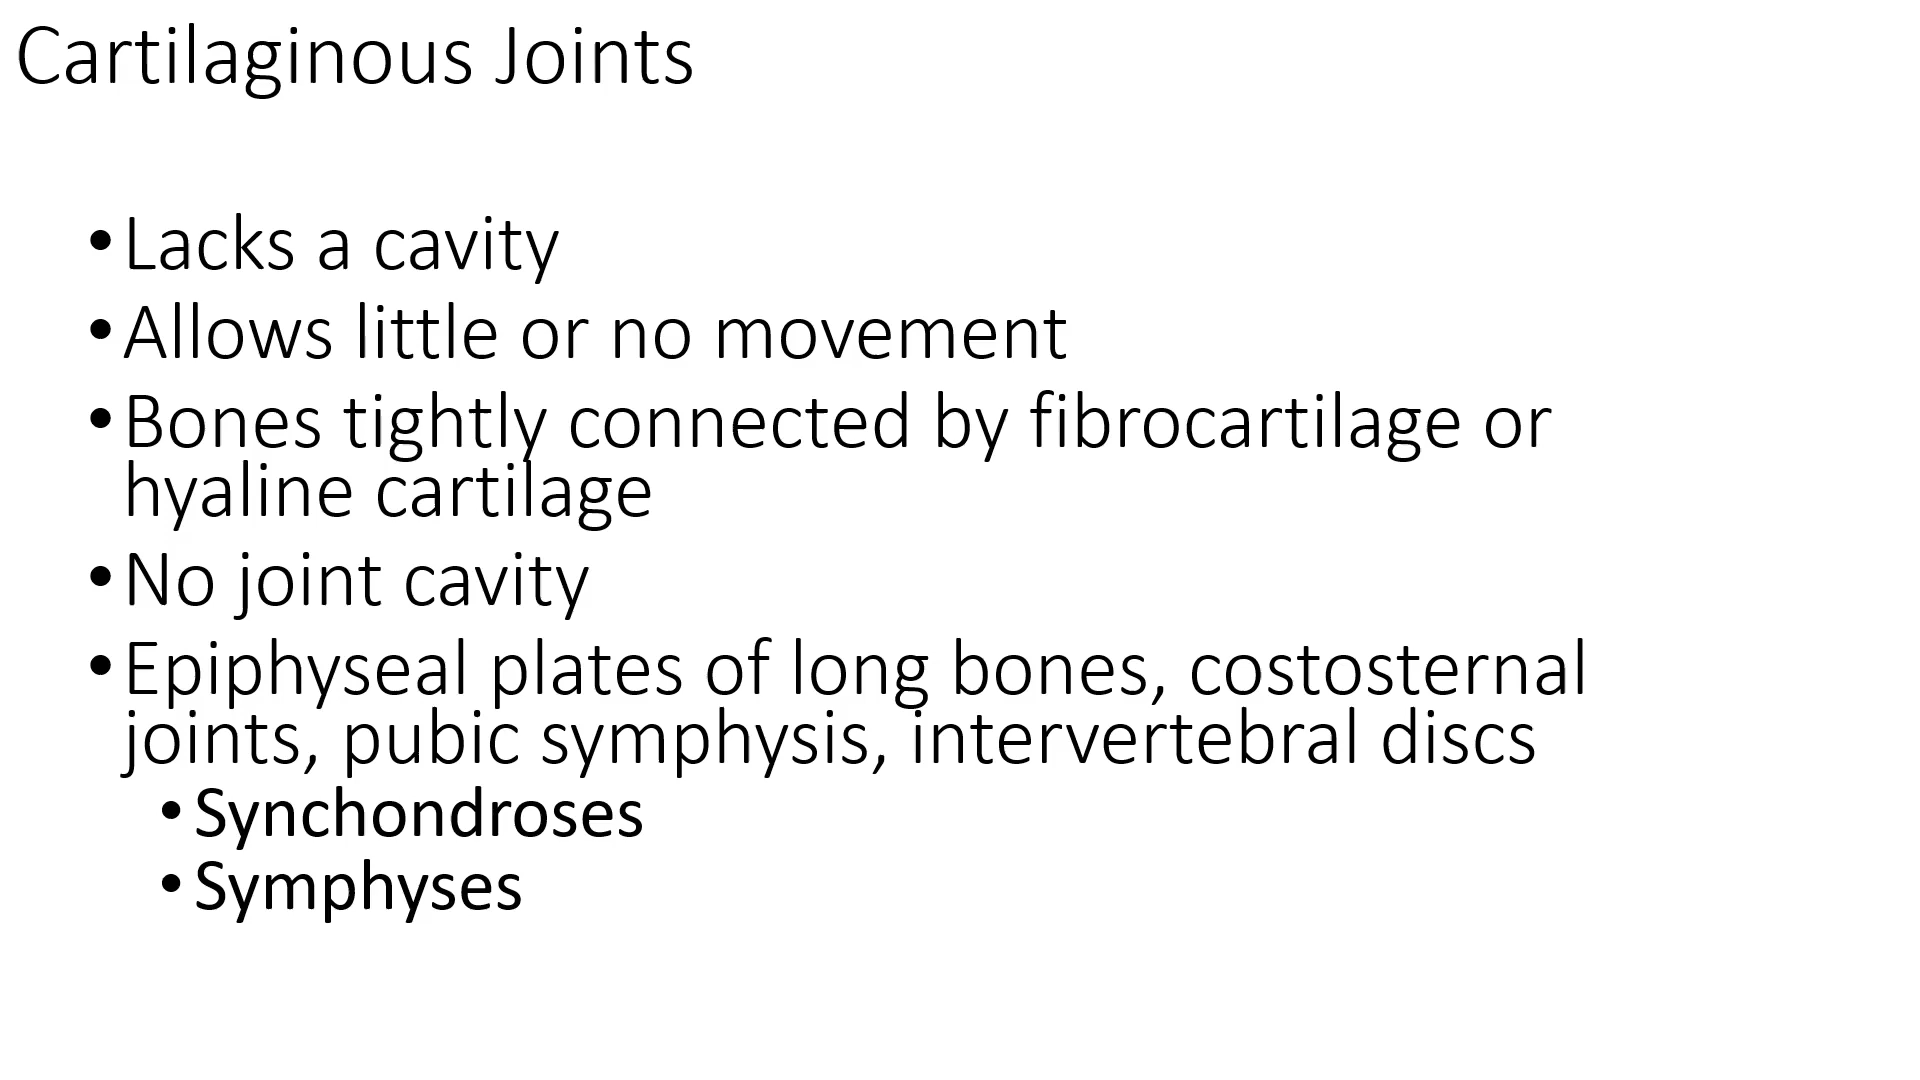 Cartilaginous Joints
•Lacks a cavity
•Allows little or no movement
•Bones tightly connected by fibrocartilage or
hyaline cartilage
•No joint cavity
•Epiphyseal plates of long bones, costosternal
joints, pubic symphysis, intervertebral discs
•Synchondroses
•Symphyses